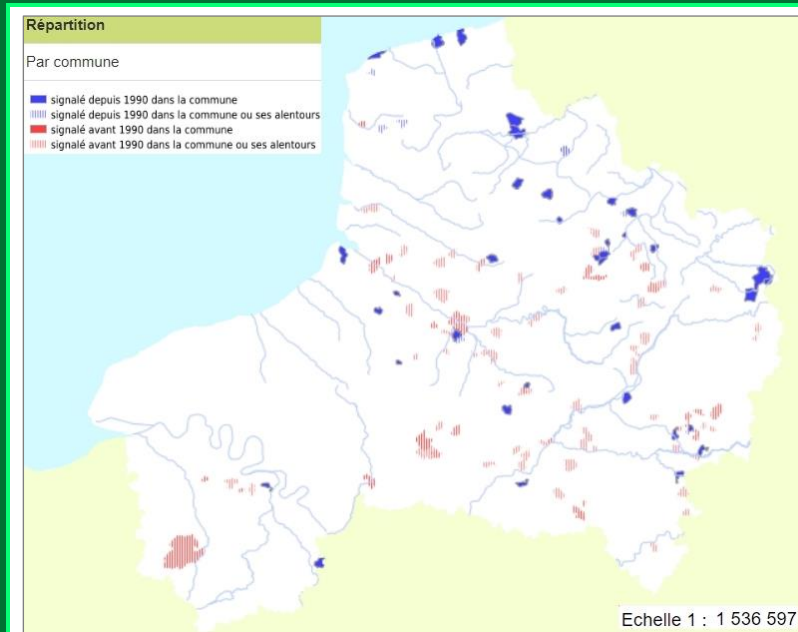 Répartition
Par commune
signalé depuis 1990 dans la commune
signalé depuis 1990 dans la commune ou ses alentours
signalé avant 1990 dans la commune
signalé avant 1990 dans la commune ou ses alentours
Echelle 1 : 1 536 597